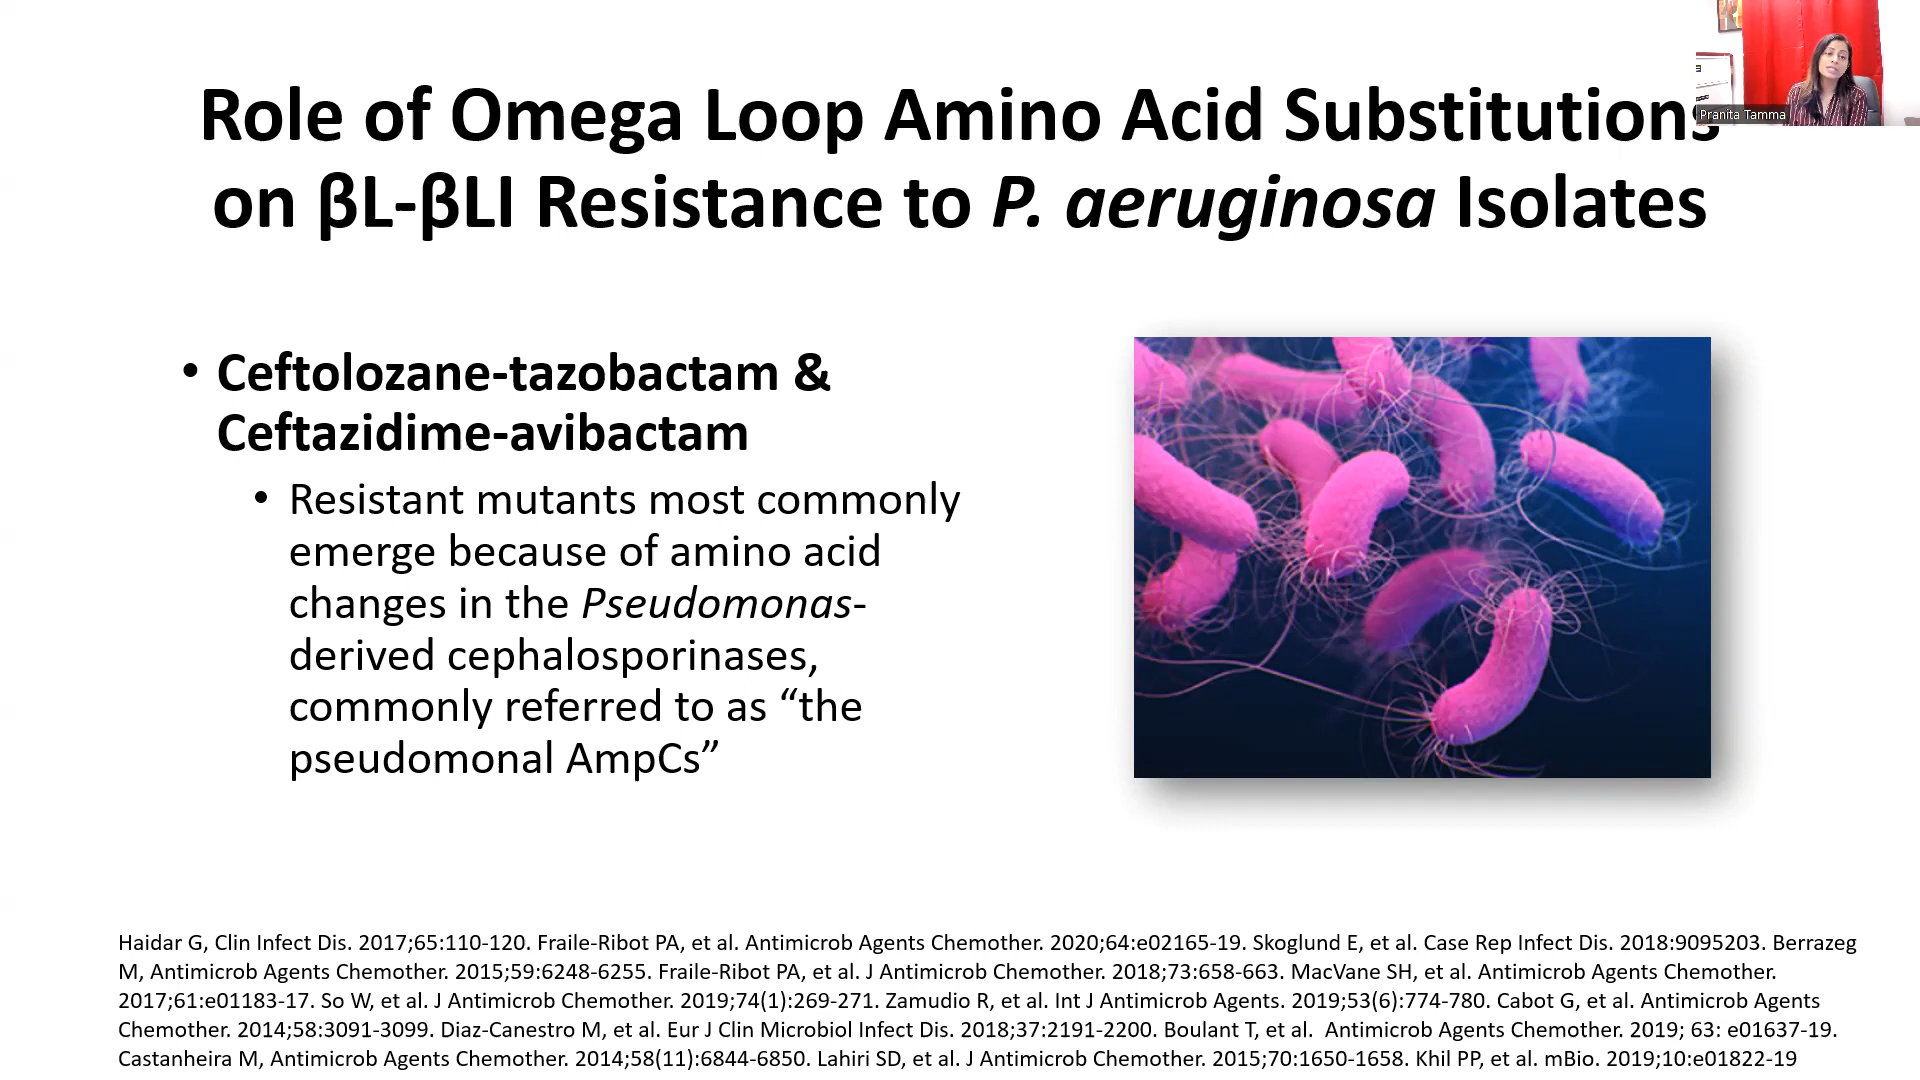 Role of Omega Loop Amino Acid Substitutions
on βL-βLI Resistance to P. aeruginosa Isolates
Pranita Tamma
• Ceftolozane-tazobactam &
Ceftazidime-avibactam
• Resistant mutants most commonly
emerge because of amino acid
changes in the Pseudomonas-
derived cephalosporinases,
commonly referred to as “the
pseudomonal AmpCs”
Haidar G, Clin Infect Dis. 2017;65:110-120. Fraile-Ribot PA, et al. Antimicrob Agents Chemother. 2020;64:e02165-19. Skoglund E, et al. Case Rep Infect Dis. 2018:9095203. Berrazeg
M, Antimicrob Agents Chemother. 2015;59:6248-6255. Fraile-Ribot PA, et al. J Antimicrob Chemother. 2018;73:658-663. MacVane SH, et al. Antimicrob Agents Chemother.
2017;61:e01183-17. So W, et al. J Antimicrob Chemother. 2019;74(1):269-271. Zamudio R, et al. Int J Antimicrob Agents. 2019;53(6):774-780. Cabot G, et al. Antimicrob Agents
Chemother. 2014;58:3091-3099. Diaz-Canestro M, et al. Eur J Clin Microbiol Infect Dis. 2018;37:2191-2200. Boulant T, et al. Antimicrob Agents Chemother. 2019; 63: e01637-19.
Castanheira M, Antimicrob Agents Chemother. 2014;58(11):6844-6850. Lahiri SD, et al. J Antimicrob Chemother. 2015;70:1650-1658. Khil PP, et al. mBio. 2019;10:e01822-19